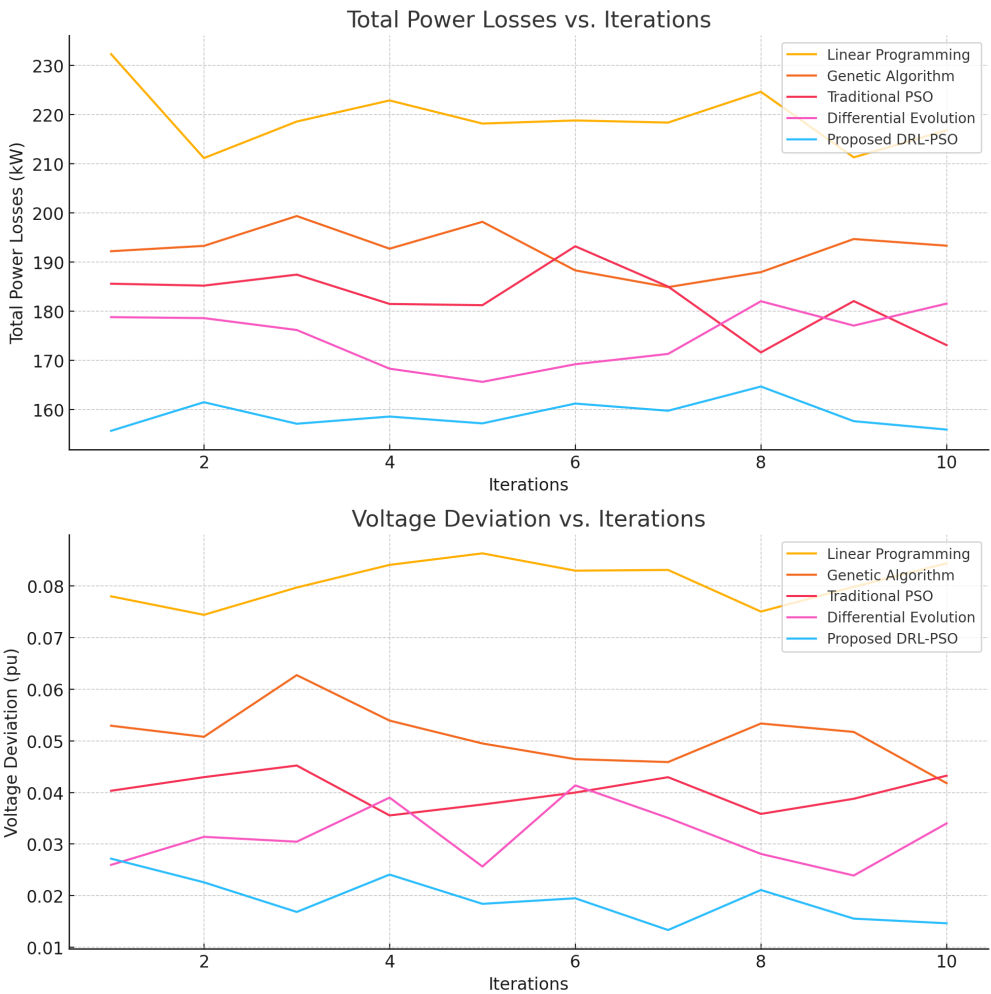 Total Power Losses vs. Iterations
Total Power Losses (kW)
230
220
210
200
190
180
170
160
Linear Programming
Genetic Algorithm
Traditional PSO
Differential Evolution
Proposed DRL-PSO
2 4 6 8 10
Iterations
Voltage Deviation vs. Iterations
Voltage Deviation (pu)
0.08
0.07
0.06
0.05
0.04
0.03
0.02
0.01
Linear Programming
Genetic Algorithm
Traditional PSO
Differential Evolution
Proposed DRL-PSO
2 4 6 8 10
Iterations